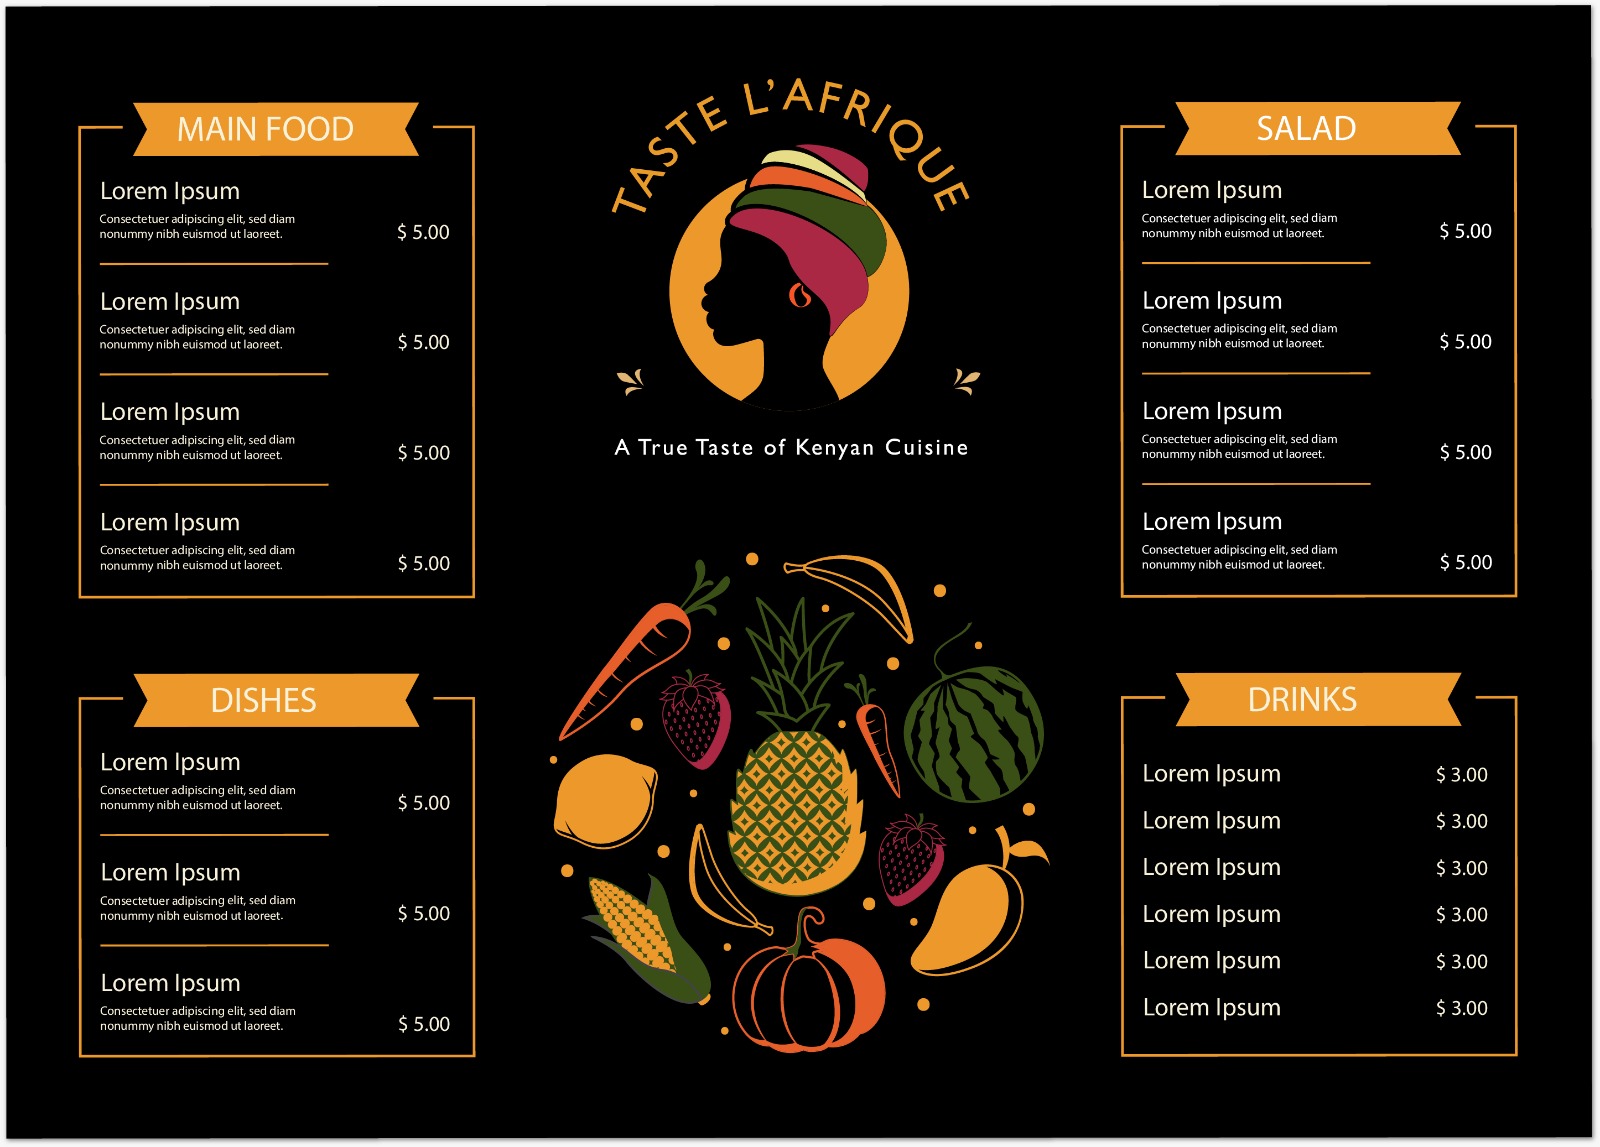 TASTE L'AFRIQUE
A True Taste of Kenyan Cuisine
MAIN FOOD
Lorem Ipsum
Consectetuer adipiscing elit, sed diam
nonummy nibh euismod ut laoreet.
$ 5.00
Lorem Ipsum
Consectetuer adipiscing elit, sed diam
nonummy nibh euismod ut laoreet.
$ 5.00
Lorem Ipsum
Consectetuer adipiscing elit, sed diam
nonummy nibh euismod ut laoreet.
$ 5.00
Lorem Ipsum
Consectetuer adipiscing elit, sed diam
nonummy nibh euismod ut laoreet.
$ 5.00
DISHES
Lorem Ipsum
Consectetuer adipiscing elit, sed diam
nonummy nibh euismod ut laoreet.
$ 5.00
Lorem Ipsum
Consectetuer adipiscing elit, sed diam
nonummy nibh euismod ut laoreet.
$ 5.00
Lorem Ipsum
Consectetuer adipiscing elit, sed diam
nonummy nibh euismod ut laoreet.
$ 5.00
SALAD
Lorem Ipsum
Consectetuer adipiscing elit, sed diam
nonummy nibh euismod ut laoreet.
$ 5.00
Lorem Ipsum
Consectetuer adipiscing elit, sed diam
nonummy nibh euismod ut laoreet.
$ 5.00
Lorem Ipsum
Consectetuer adipiscing elit, sed diam
nonummy nibh euismod ut laoreet.
$ 5.00
Lorem Ipsum
Consectetuer adipiscing elit, sed diam
nonummy nibh euismod ut laoreet.
$ 5.00
DRINKS
Lorem Ipsum $ 3.00
Lorem Ipsum $ 3.00
Lorem Ipsum $ 3.00
Lorem Ipsum $ 3.00
Lorem Ipsum $ 3.00
Lorem Ipsum $ 3.00